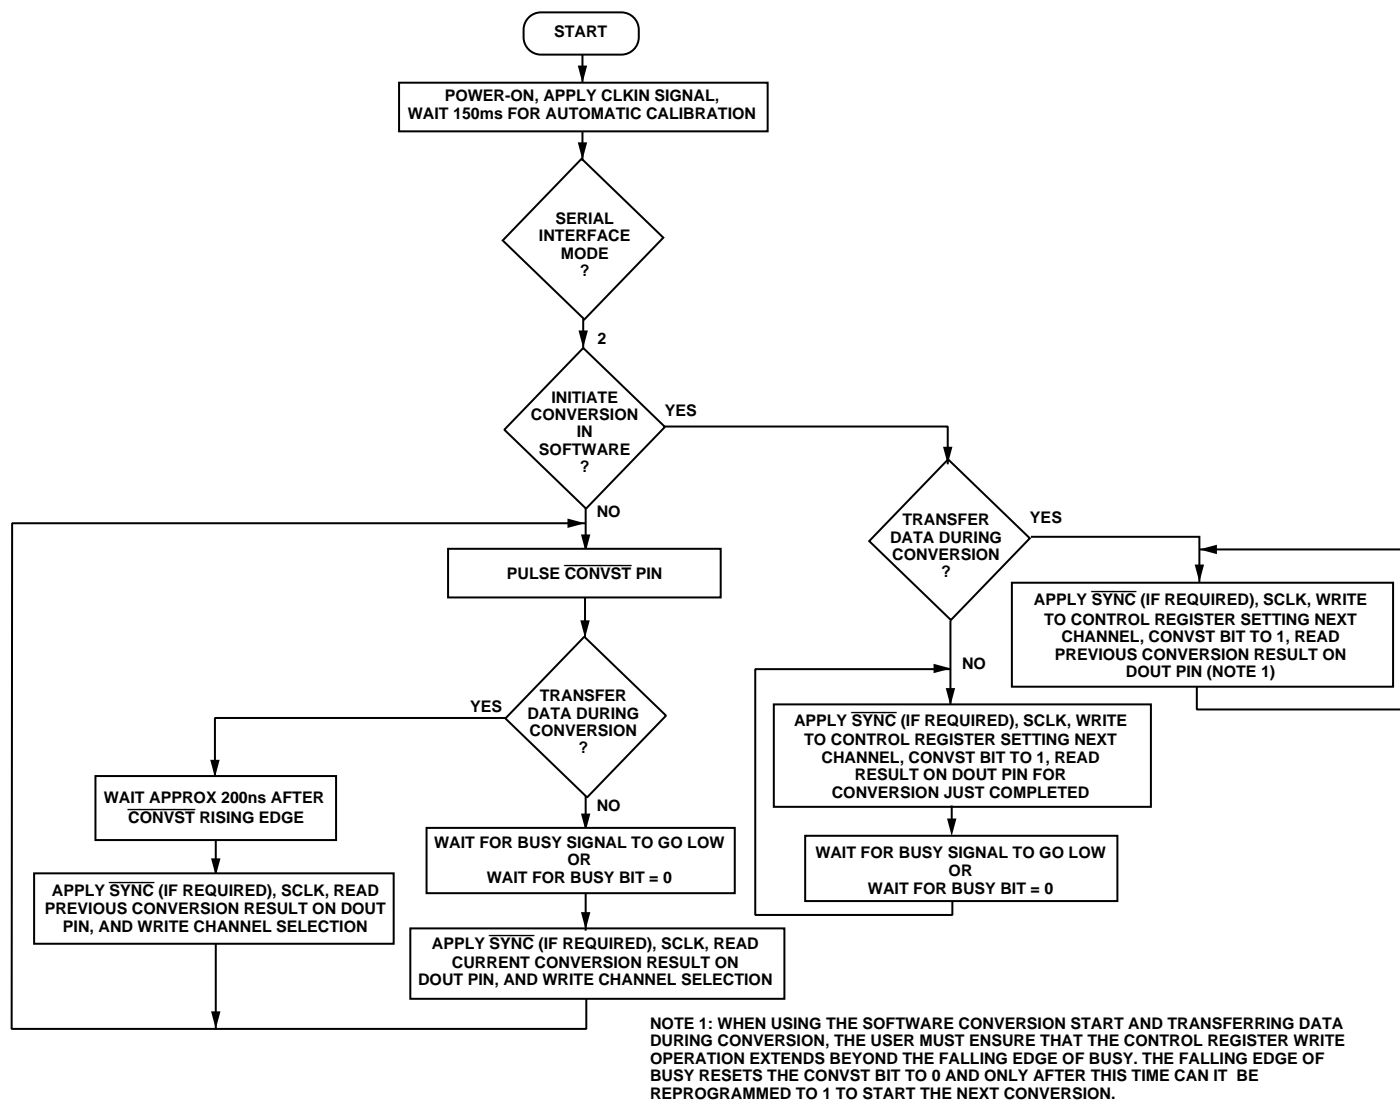 START
POWER-ON, APPLY CLKIN SIGNAL,
WAIT 150ms FOR AUTOMATIC CALIBRATION
SERIAL
INTERFACE
MODE
?
2
INITIATE
CONVERSION
IN
SOFTWARE
?
YES
NO
PULSE CONVST PIN
TRANSFER
DATA DURING
CONVERSION
?
YES
WAIT APPROX 200ns AFTER
CONVST RISING EDGE
APPLY SYNC (IF REQUIRED), SCLK, READ
PREVIOUS CONVERSION RESULT ON DOUT
PIN, AND WRITE CHANNEL SELECTION
NO
WAIT FOR BUSY SIGNAL TO GO LOW
OR
WAIT FOR BUSY BIT = 0
APPLY SYNC (IF REQUIRED), SCLK, READ
CURRENT CONVERSION RESULT ON
DOUT PIN, AND WRITE CHANNEL SELECTION
TRANSFER
DATA DURING
CONVERSION
?
YES
APPLY SYNC (IF REQUIRED), SCLK, WRITE
TO CONTROL REGISTER SETTING NEXT
CHANNEL, CONVST BIT TO 1, READ
PREVIOUS CONVERSION RESULT ON
DOUT PIN (NOTE 1)
NO
APPLY SYNC (IF REQUIRED), SCLK, WRITE
TO CONTROL REGISTER SETTING NEXT
CHANNEL, CONVST BIT TO 1, READ
RESULT ON DOUT PIN FOR
CONVERSION JUST COMPLETED
WAIT FOR BUSY SIGNAL TO GO LOW
OR
WAIT FOR BUSY BIT = 0
NOTE 1: WHEN USING THE SOFTWARE CONVERSION START AND TRANSFERRING DATA
DURING CONVERSION, THE USER MUST ENSURE THAT THE CONTROL REGISTER WRITE
OPERATION EXTENDS BEYOND THE FALLING EDGE OF BUSY. THE FALLING EDGE OF
BUSY RESETS THE CONVST BIT TO 0 AND ONLY AFTER THIS TIME CAN IT BE
REPROGRAMMED TO 1 TO START THE NEXT CONVERSION.